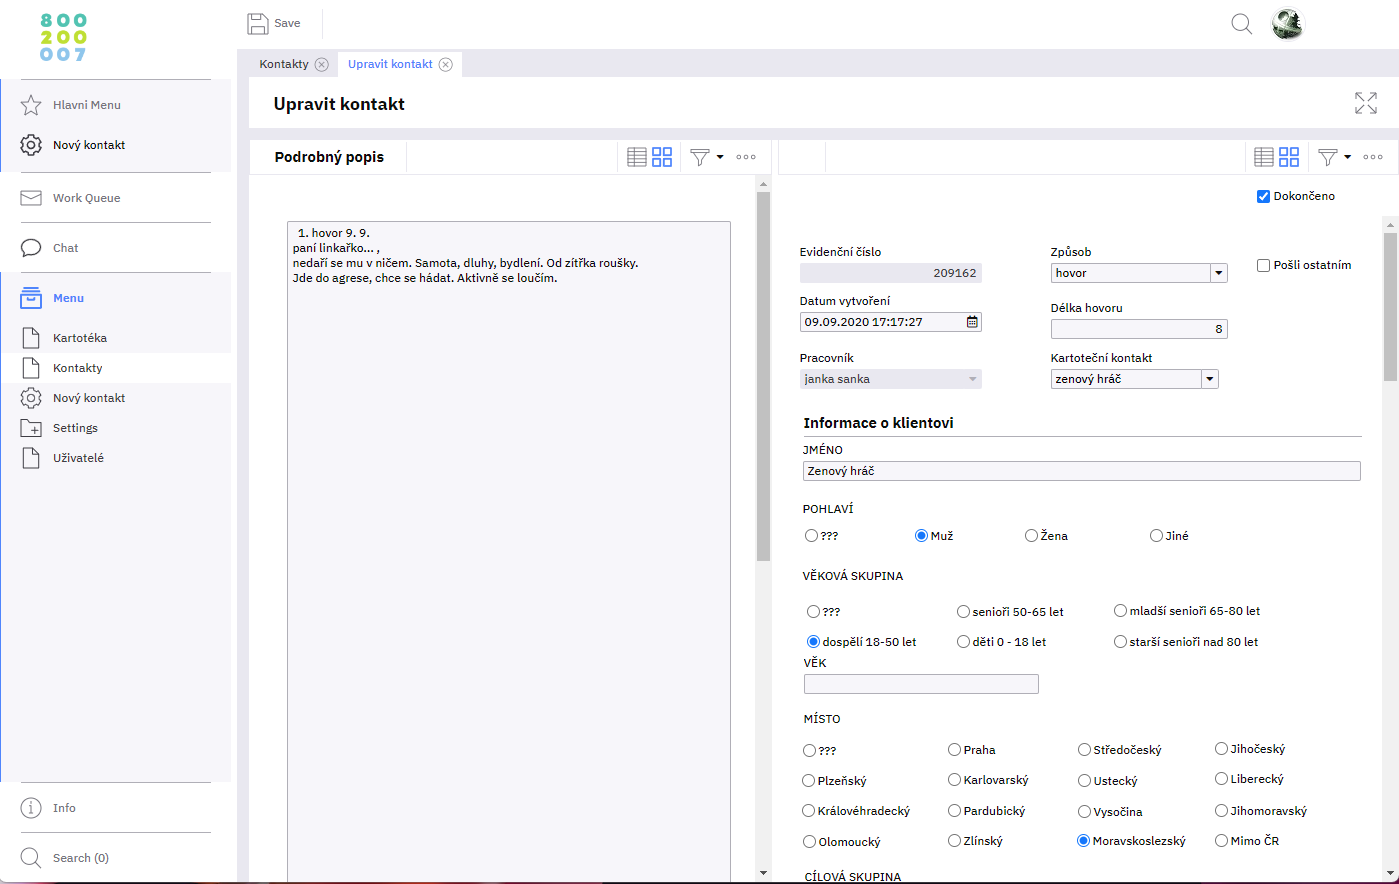 800
200
007
Save
Kontakty
Upravit kontakt
Upravit kontakt
Hlavni Menu
Nový kontakt
Work Queue
Chat
Menu
Kartotéka
Kontakty
Nový kontakt
Settings
Uživatelé
Info
Search (0)
Podrobný popis
1. hovor 9. 9.
paní linkařko... ,
nedaří se mu v ničem. Samota, dluhy, bydlení. Od zítřka roušky.
Jde do agrese, chce se hádat. Aktivně se loučím.
Dokončeno
Evidenční číslo
209162
Způsob
hovor
Pošli ostatním
Datum vytvoření
09.09.2020 17:17:27
Délka hovoru
8
Pracovník
janka sanka
Kartoteční kontakt
zenový hráč
Informace o klientovi
JMÉNO
Zenový hráč
POHLAVÍ
??? Muž Žena Jiné
VĚKOVÁ SKUPINA
??? senioři 50-65 let mladší senioři 65-80 let
dospělí 18-50 let děti 0 - 18 let starší senioři nad 80 let
VĚK
MÍSTO
??? Praha Středočeský Jihočeský
Plzeňský Karlovarský Ustecký Liberecký
Královéhradecký Pardubický Vysočina Jihomoravský
Olomoucký Zlínský Moravskoslezský Mimo ČR
CÍLOVÁ SKUPINA